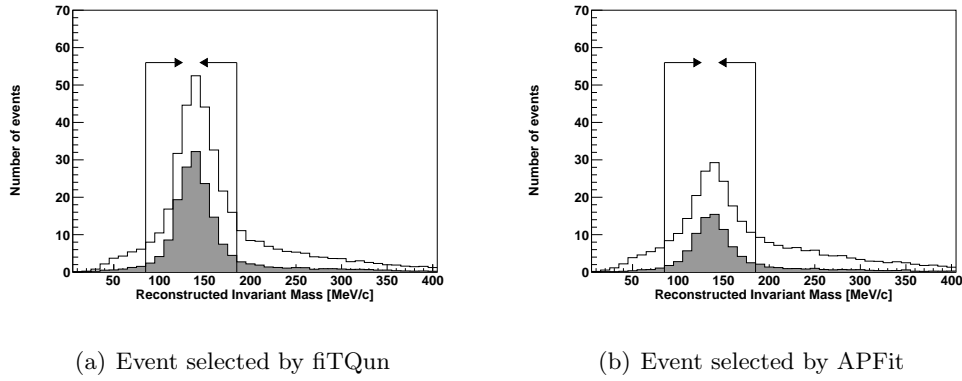 70
60
50
40
30
20
10
0
Number of events
50 100 150 200 250 300 350 400
Reconstructed Invariant Mass [MeV/c]
(a) Event selected by fiTQun
70
60
50
40
30
20
10
0
Number of events
50 100 150 200 250 300 350 400
Reconstructed Invariant Mass [MeV/c]
(b) Event selected by APFit